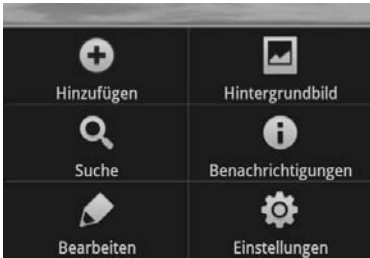 Hinzufügen
Hintergrundbild
Suche
Benachrichtigungen
Bearbeiten
Einstellungen